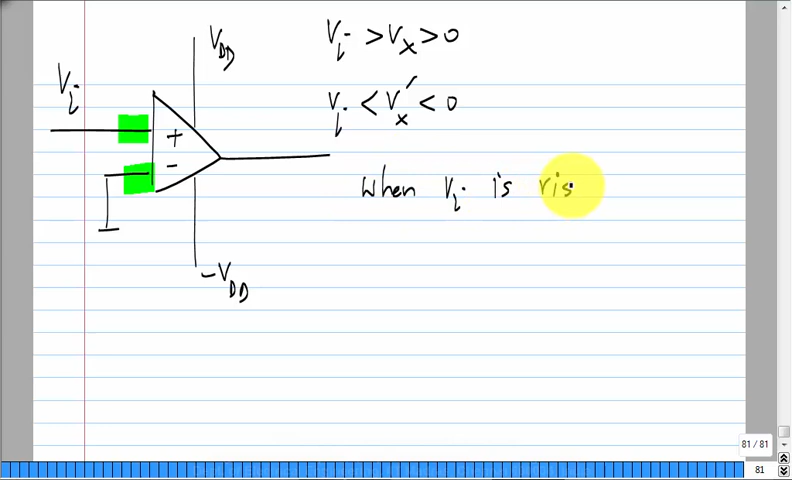 V_DD
V_i > V_x > 0
V_i
V_i < V_x' < 0
+
-
When V_i is ris
-V_DD
81 / 81
81